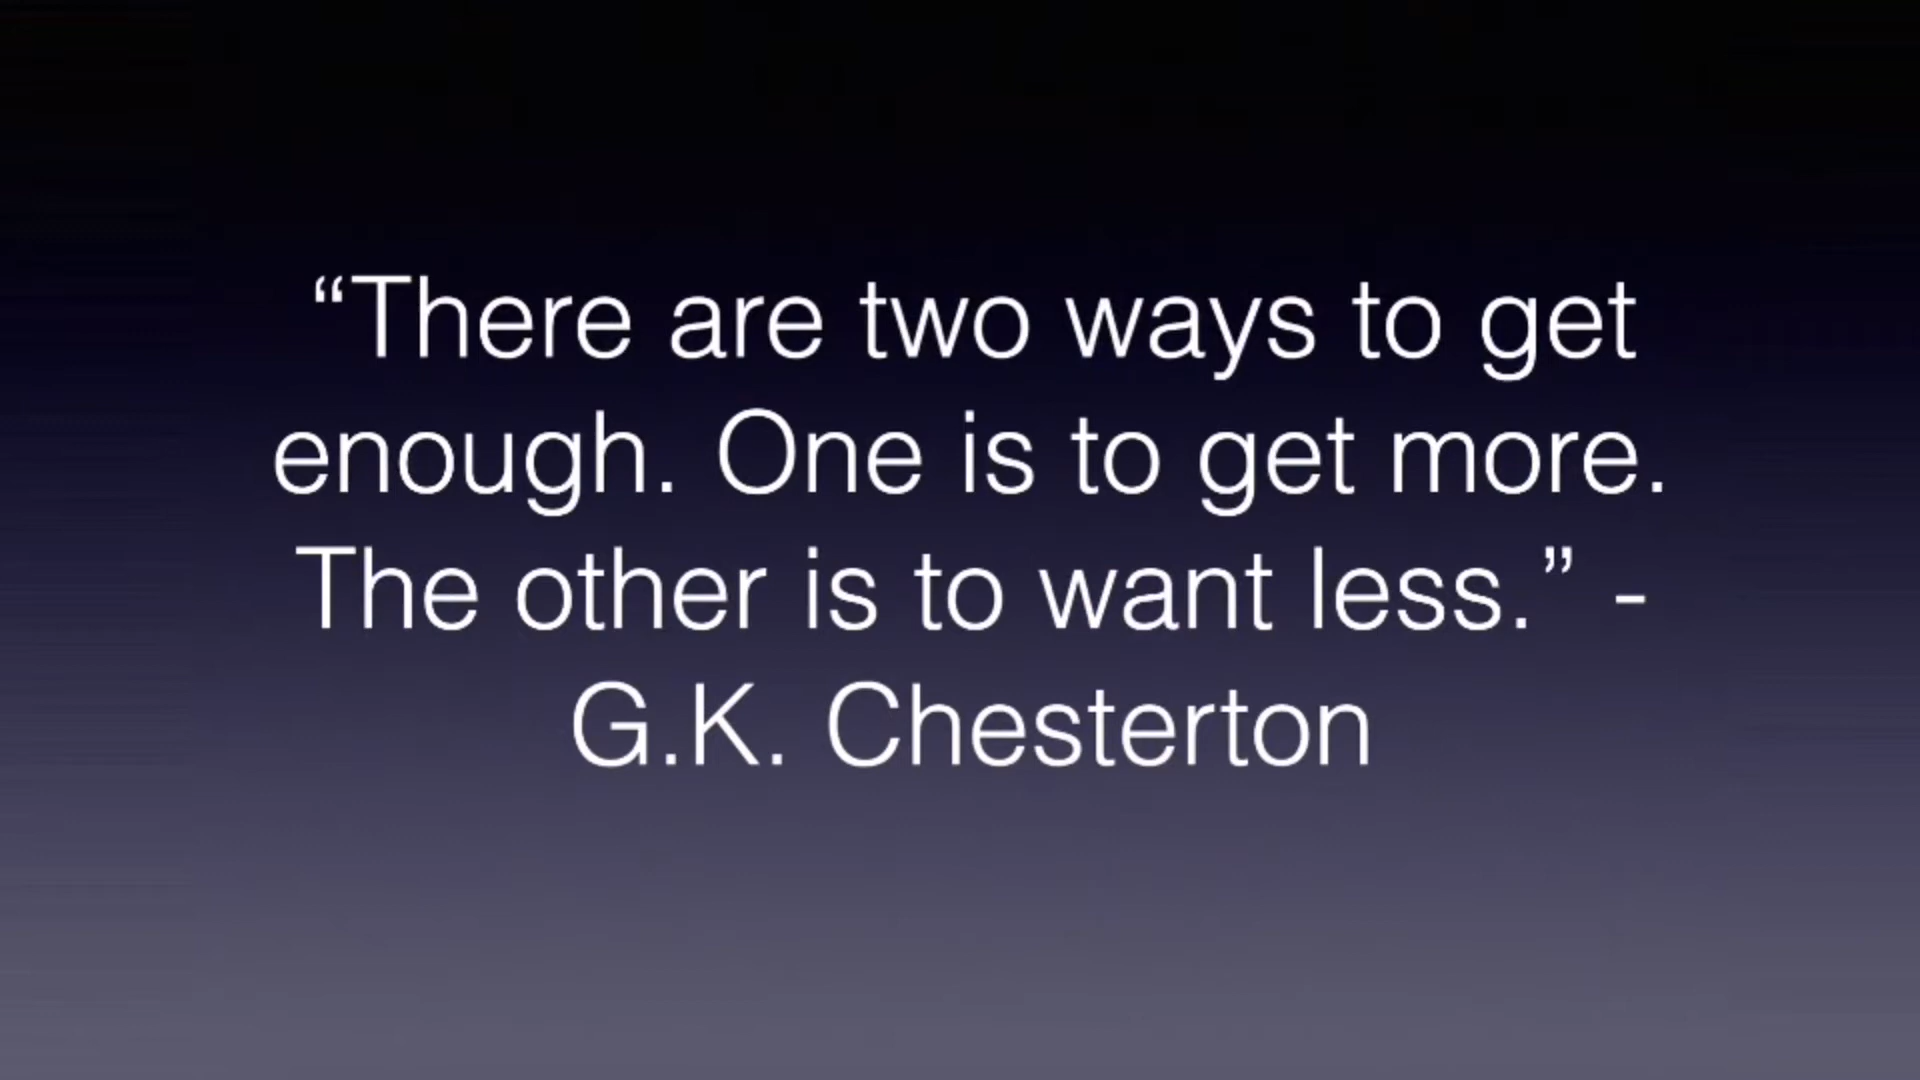 “There are two ways to get
enough. One is to get more.
The other is to want less.” -
G.K. Chesterton